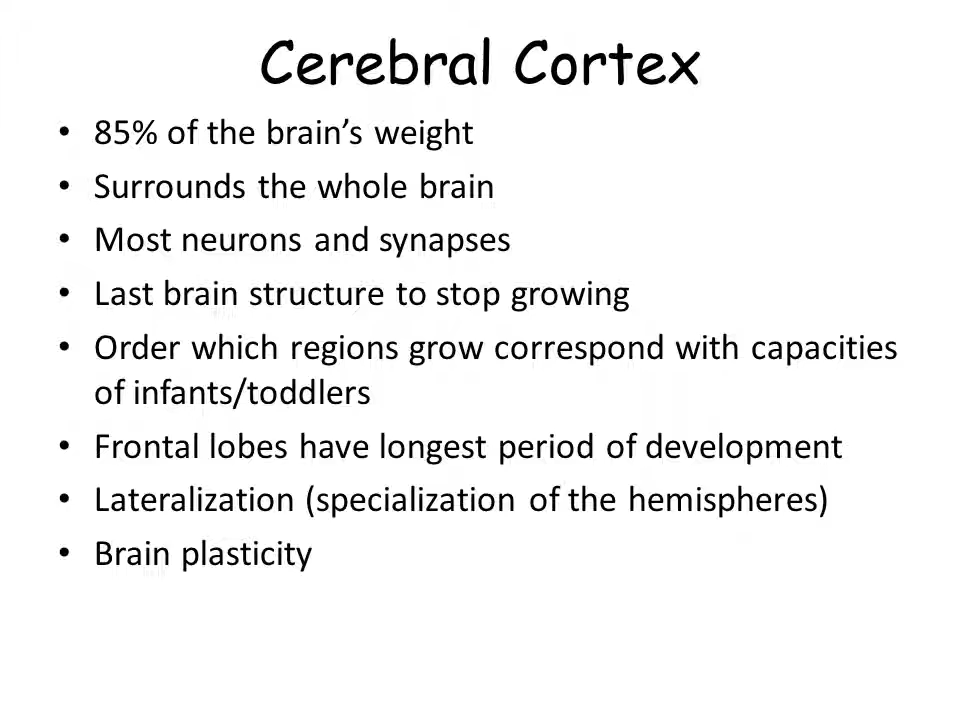 Cerebral Cortex
• 85% of the brain’s weight
• Surrounds the whole brain
• Most neurons and synapses
• Last brain structure to stop growing
• Order which regions grow correspond with capacities
of infants/toddlers
• Frontal lobes have longest period of development
• Lateralization (specialization of the hemispheres)
• Brain plasticity